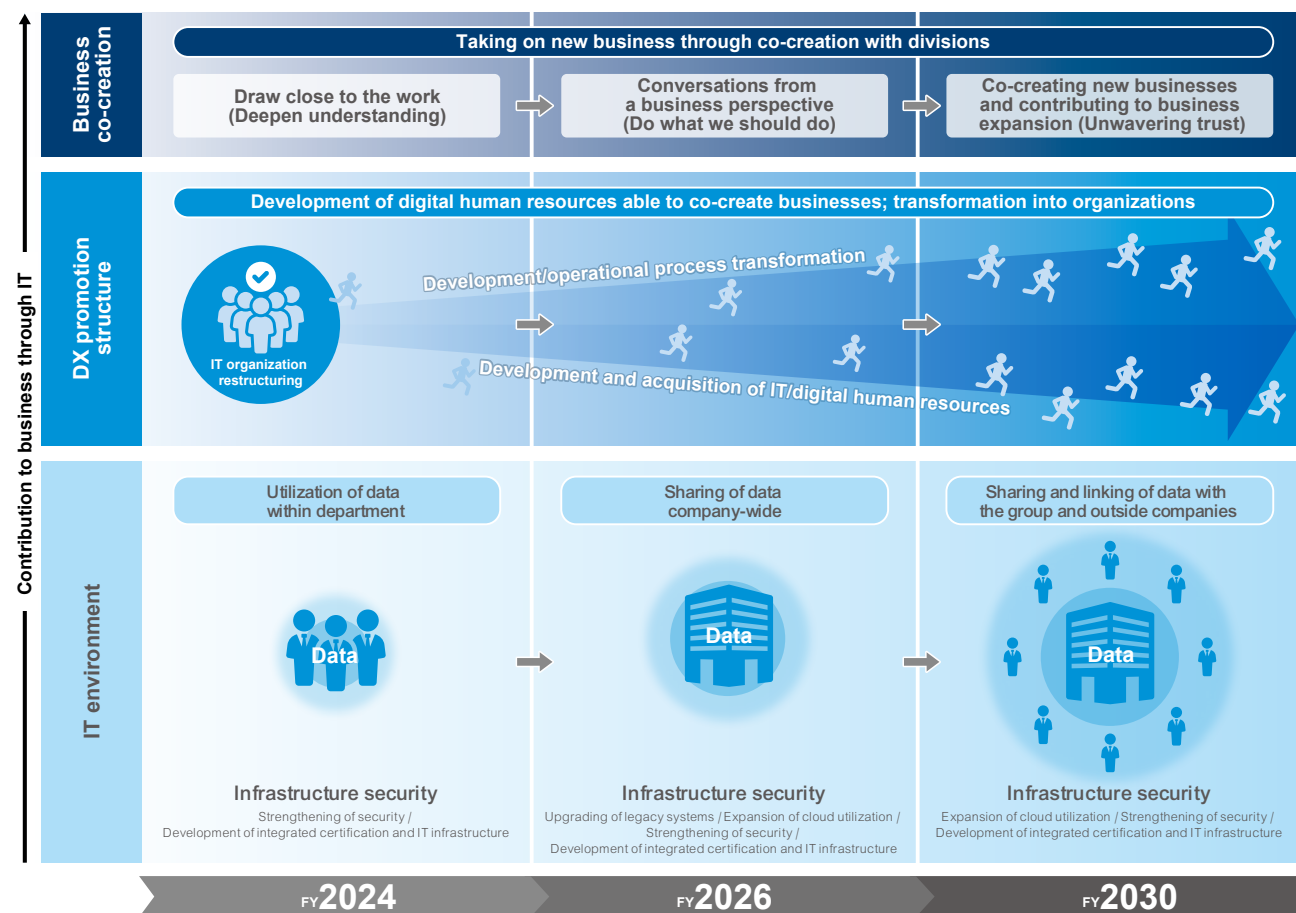 Contribution to business through IT
Business
co-creation
Taking on new business through co-creation with divisions
Draw close to the work
(Deepen understanding)
Conversations from
a business perspective
(Do what we should do)
Co-creating new businesses
and contributing to business
expansion (Unwavering trust)
DX promotion
structure
Development of digital human resources able to co-create businesses; transformation into organizations
IT organization
restructuring
Development/operational process transformation
Development and acquisition of IT/digital human resources
IT environment
Utilization of data
within department
Data
Infrastructure security
Strengthening of security /
Development of integrated certification and IT infrastructure
Sharing of data
company-wide
Data
Infrastructure security
Upgrading of legacy systems / Expansion of cloud utilization /
Strengthening of security /
Development of integrated certification and IT infrastructure
Sharing and linking of data with
the group and outside companies
Data
Infrastructure security
Expansion of cloud utilization / Strengthening of security /
Development of integrated certification and IT infrastructure
FY2024
FY2026
FY2030